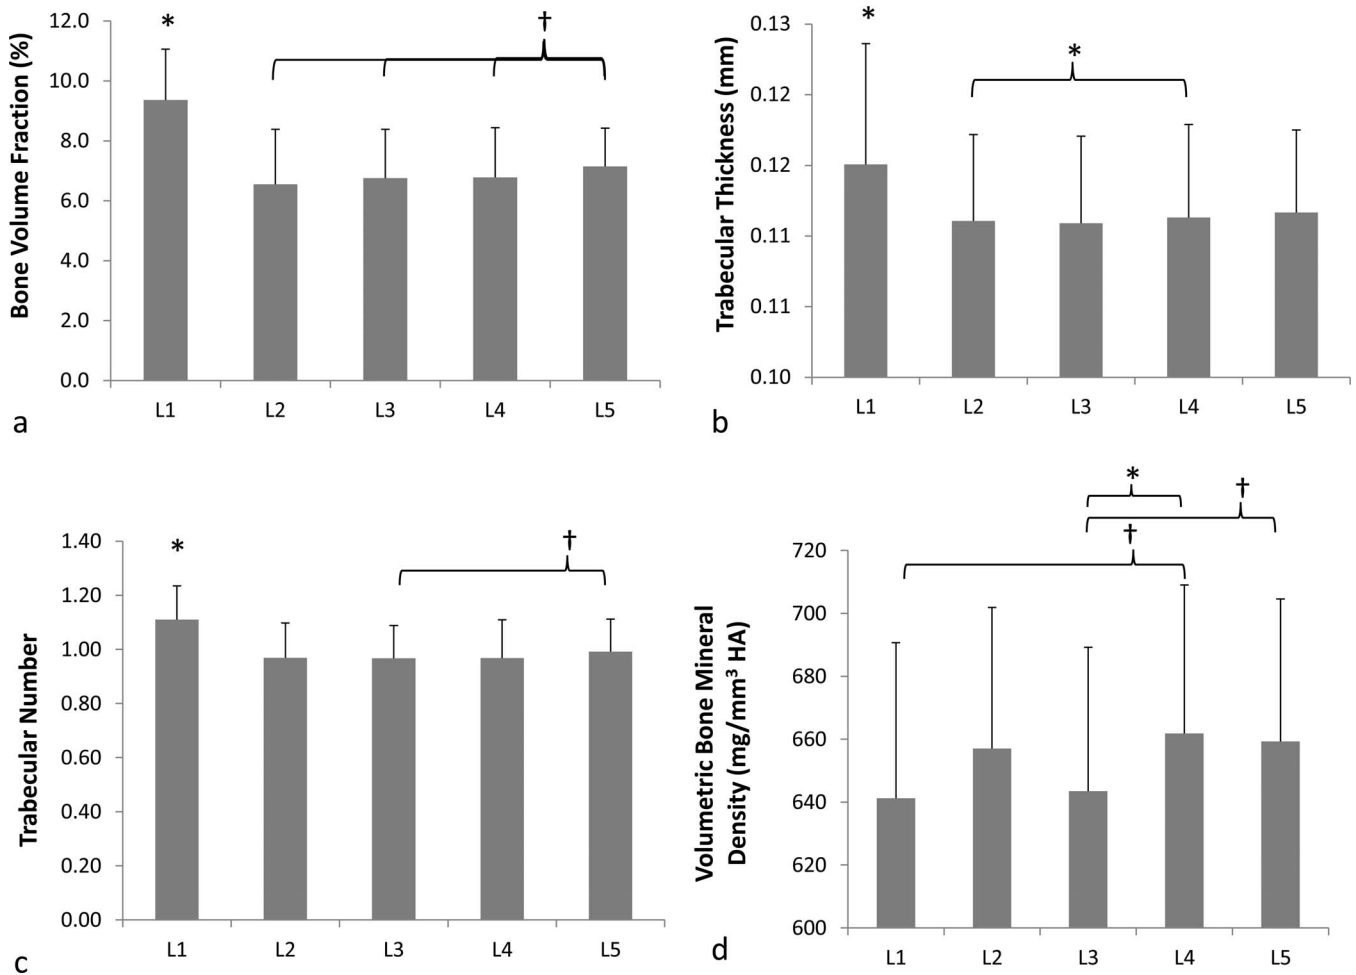 Bone Volume Fraction (%)
12.0
10.0
8.0
6.0
4.0
2.0
0.0
*
†
L1 L2 L3 L4 L5
a
Trabecular Thickness (mm)
0.13
0.12
0.12
0.11
0.11
0.10
*
*
L1 L2 L3 L4 L5
b
Trabecular Number
1.40
1.20
1.00
0.80
0.60
0.40
0.20
0.00
*
†
L1 L2 L3 L4 L5
c
Volumetric Bone Mineral
Density (mg/mm³ HA)
720
700
680
660
640
620
600
*
†
†
L1 L2 L3 L4 L5
d